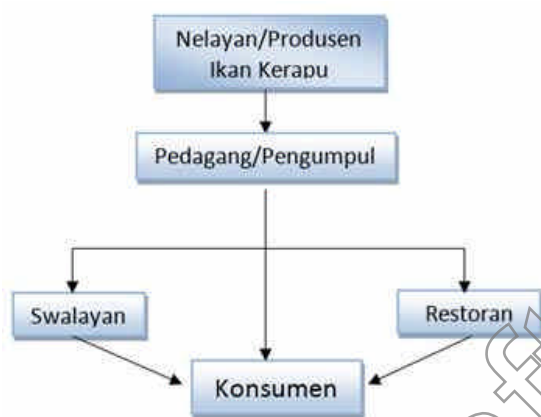 Nelayan/Produsen
Ikan Kerapu
Pedagang/Pengumpul
Swalayan
Restoran
Konsumen